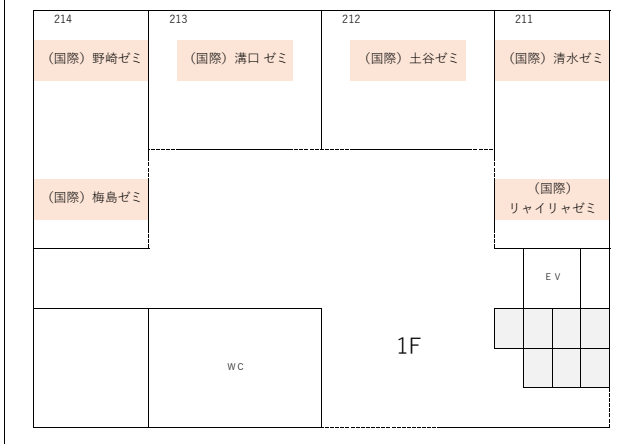 214
213
212
211
（国際）野崎ゼミ
（国際）溝口 ゼミ
（国際）土谷ゼミ
（国際）清水ゼミ
（国際）梅島ゼミ
（国際）
リャイリャゼミ
ＥＶ
1F
WC